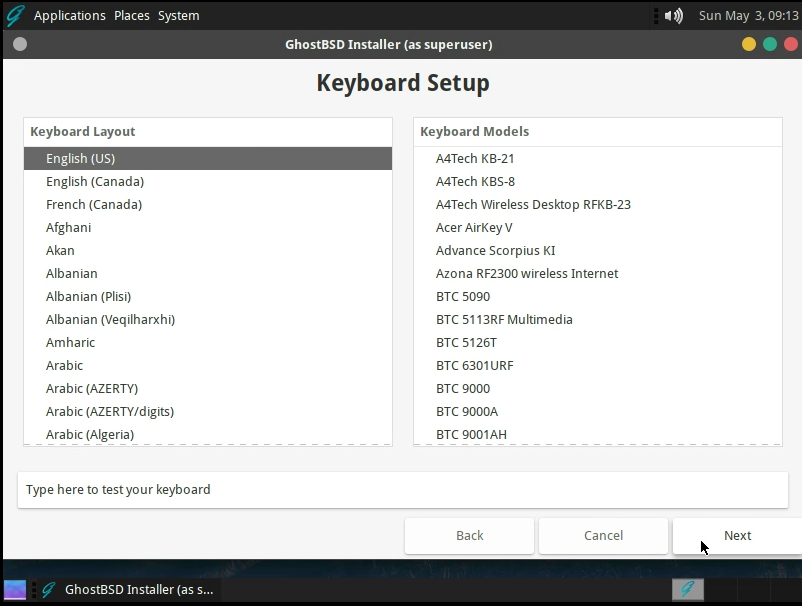 Applications Places System Sun May 3, 09:13
GhostBSD Installer (as superuser)
Keyboard Setup
Keyboard Layout
English (US)
English (Canada)
French (Canada)
Afghani
Akan
Albanian
Albanian (Plisi)
Albanian (Veqilharxhi)
Amharic
Arabic
Arabic (AZERTY)
Arabic (AZERTY/digits)
Arabic (Algeria)
Keyboard Models
A4Tech KB-21
A4Tech KBS-8
A4Tech Wireless Desktop RFKB-23
Acer AirKey V
Advance Scorpius KI
Azona RF2300 wireless Internet
BTC 5090
BTC 5113RF Multimedia
BTC 5126T
BTC 6301URF
BTC 9000
BTC 9000A
BTC 9001AH
Type here to test your keyboard
Back Cancel Next
GhostBSD Installer (as s...